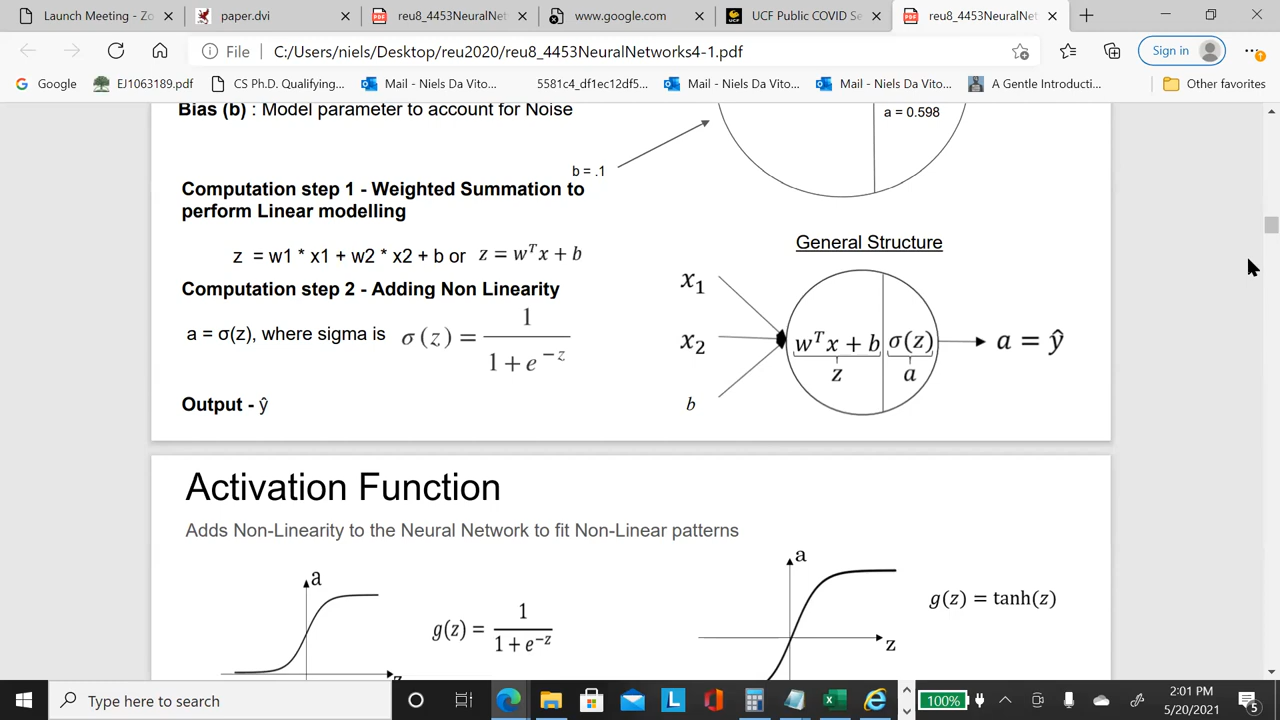 Launch Meeting - Zo
paper.dvi
reu8_4453NeuralNet
www.google.com
UCF Public COVID Se
reu8_4453NeuralNet
File
C:/Users/niels/Desktop/reu2020/reu8_4453NeuralNetworks4-1.pdf
Sign in
Google
EJ1063189.pdf
CS Ph.D. Qualifying...
Mail - Niels Da Vito...
5581c4_df1ec12df5...
Mail - Niels Da Vito...
Mail - Niels Da Vito...
A Gentle Introducti...
Other favorites
Bias (b) : Model parameter to account for Noise
a = 0.598
b = .1
Computation step 1 - Weighted Summation to
perform Linear modelling
z = w1 * x1 + w2 * x2 + b or z = wᵀx + b
Computation step 2 - Adding Non Linearity
a = σ(z), where sigma is σ(z) = 1 / 1 + e⁻ᶻ
Output - ŷ
General Structure
x₁
x₂
b
wᵀx + b
z
σ(z)
a
a = ŷ
Activation Function
Adds Non-Linearity to the Neural Network to fit Non-Linear patterns
a
g(z) = 1 / 1 + e⁻ᶻ
z
a
z
g(z) = tanh(z)
Type here to search
100%
2:01 PM
5/20/2021
5